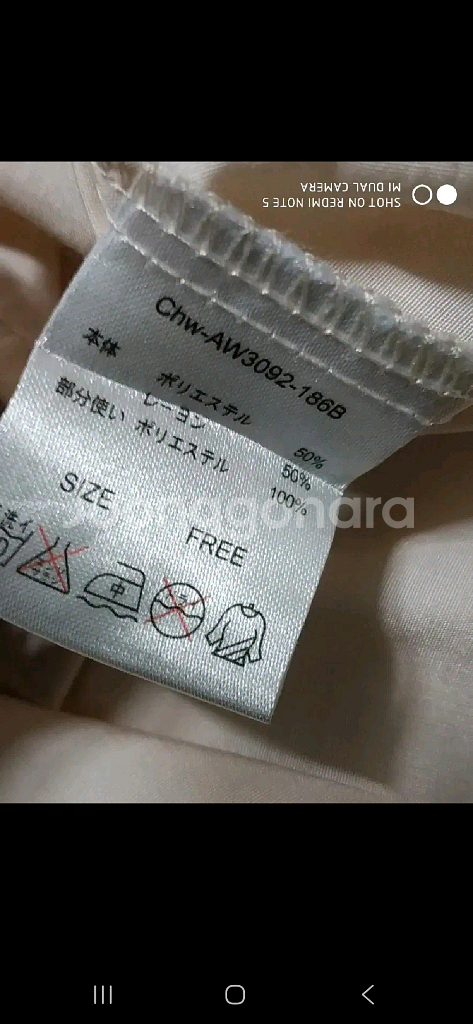 SHOT ON REDMI NOTE 5
MI DUAL CAMERA
Chw-AW3092-186B
本体 ポリエステル 50%
レーヨン 50%
部分使い ポリエステル 100%
SIZE FREE
中